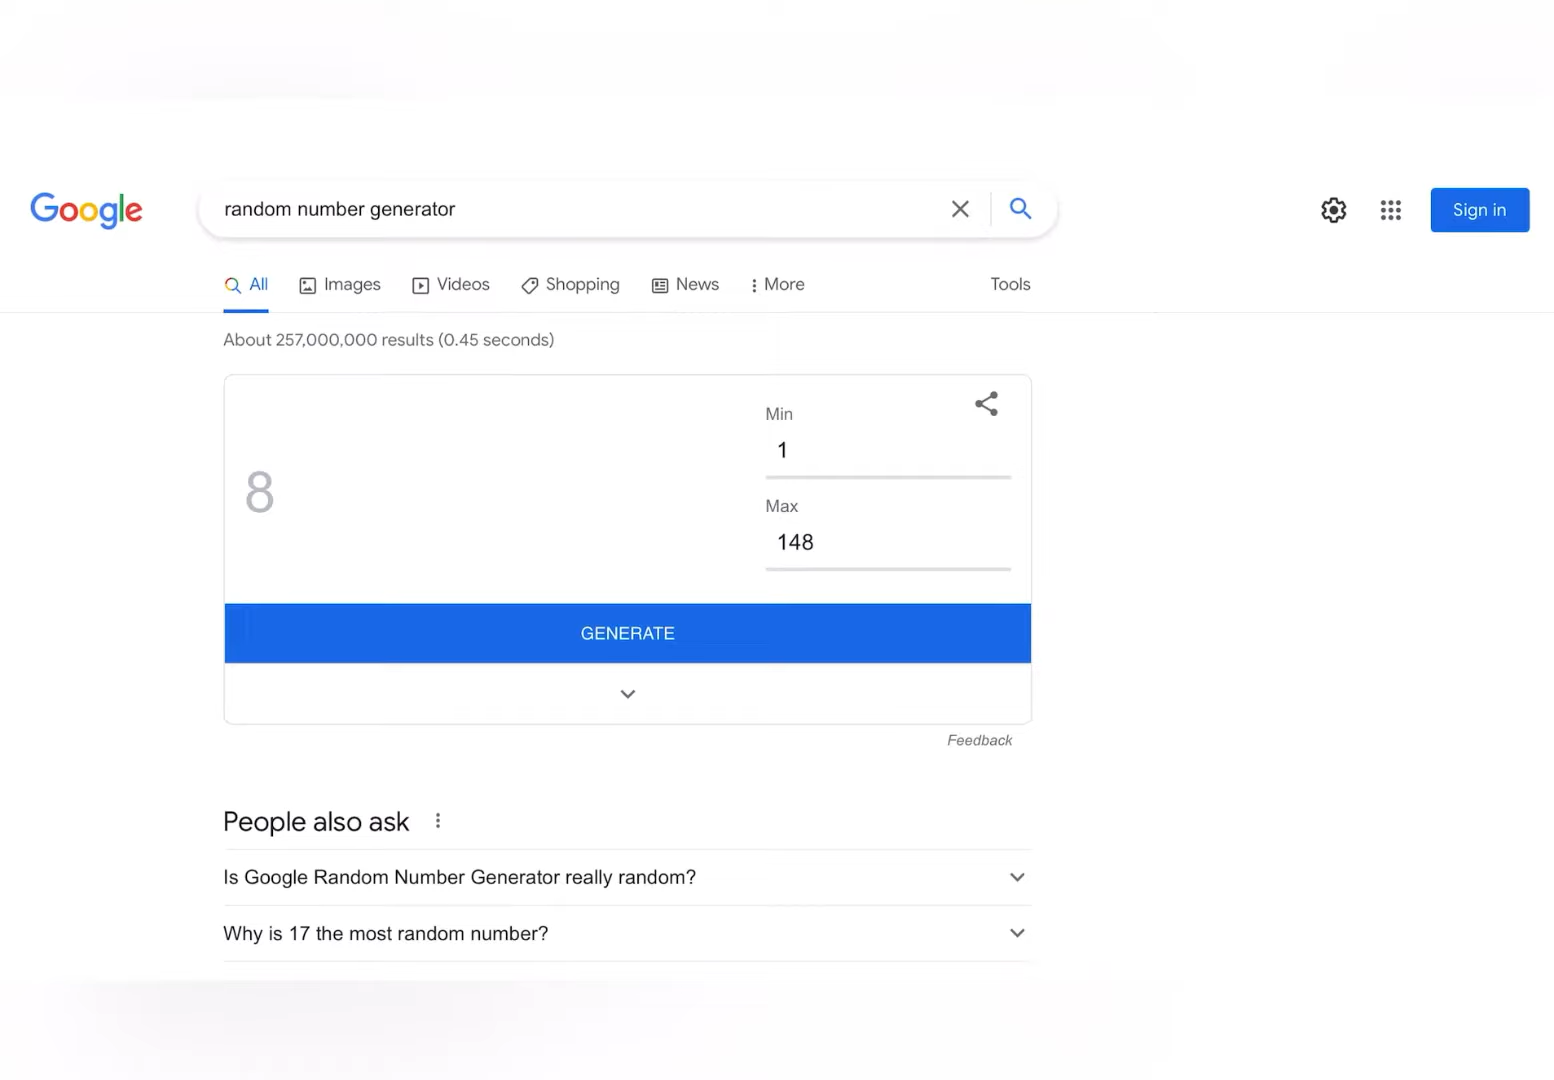 Google
random number generator
Sign in
All Images Videos Shopping News More Tools
About 257,000,000 results (0.45 seconds)
Min
1
8
Max
148
GENERATE
Feedback
People also ask
Is Google Random Number Generator really random?
Why is 17 the most random number?